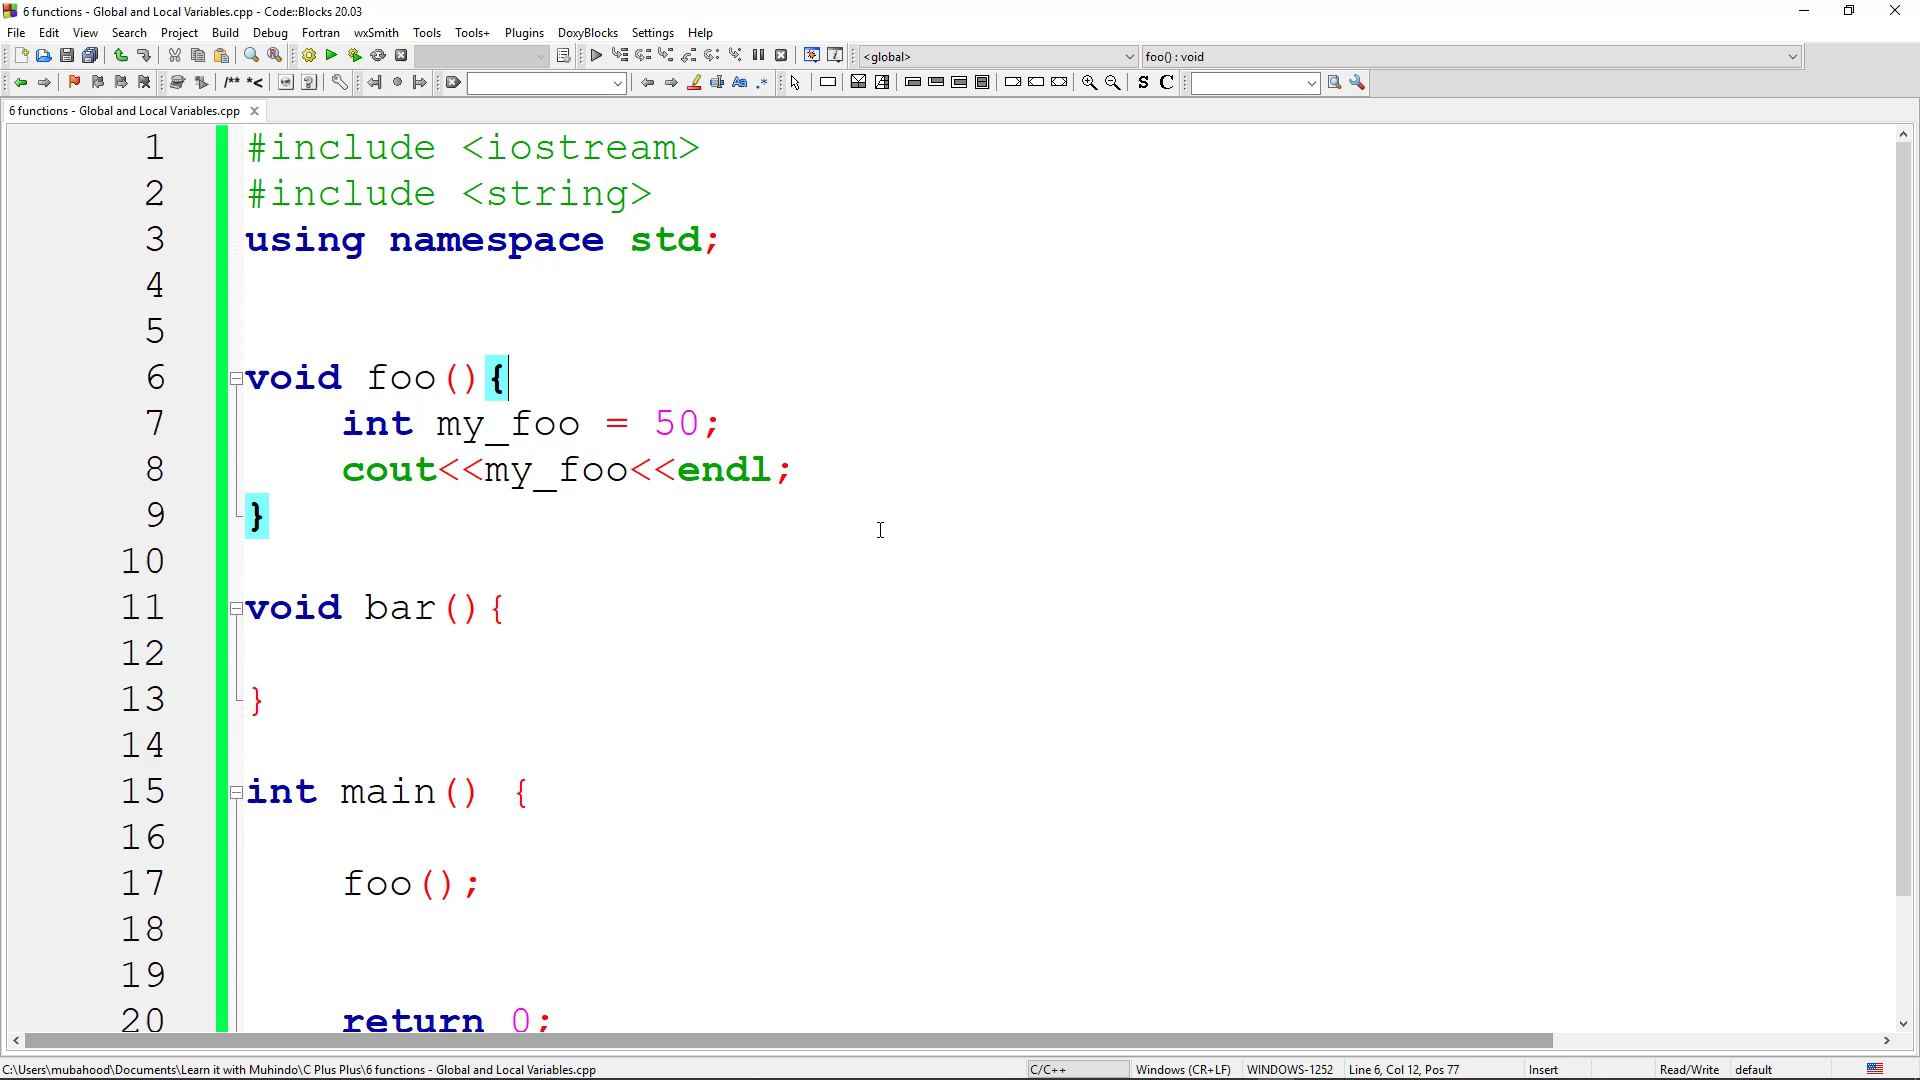 6 functions - Global and Local Variables.cpp - Code::Blocks 20.03
File Edit View Search Project Build Debug Fortran wxSmith Tools Tools+ Plugins DoxyBlocks Settings Help
<global> foo() : void
/** *< S C
6 functions - Global and Local Variables.cpp
1 #include <iostream>
2 #include <string>
3 using namespace std;
4
5
6 void foo(){
7 int my_foo = 50;
8 cout<<my_foo<<endl;
9 }
10
11 void bar(){
12
13 }
14
15 int main() {
16
17 foo();
18
19
20 return 0;
C:\Users\mubahood\Documents\Learn it with Muhindo\C Plus Plus\6 functions - Global and Local Variables.cpp C/C++ Windows (CR+LF) WINDOWS-1252 Line 6, Col 12, Pos 77 Insert Read/Write default